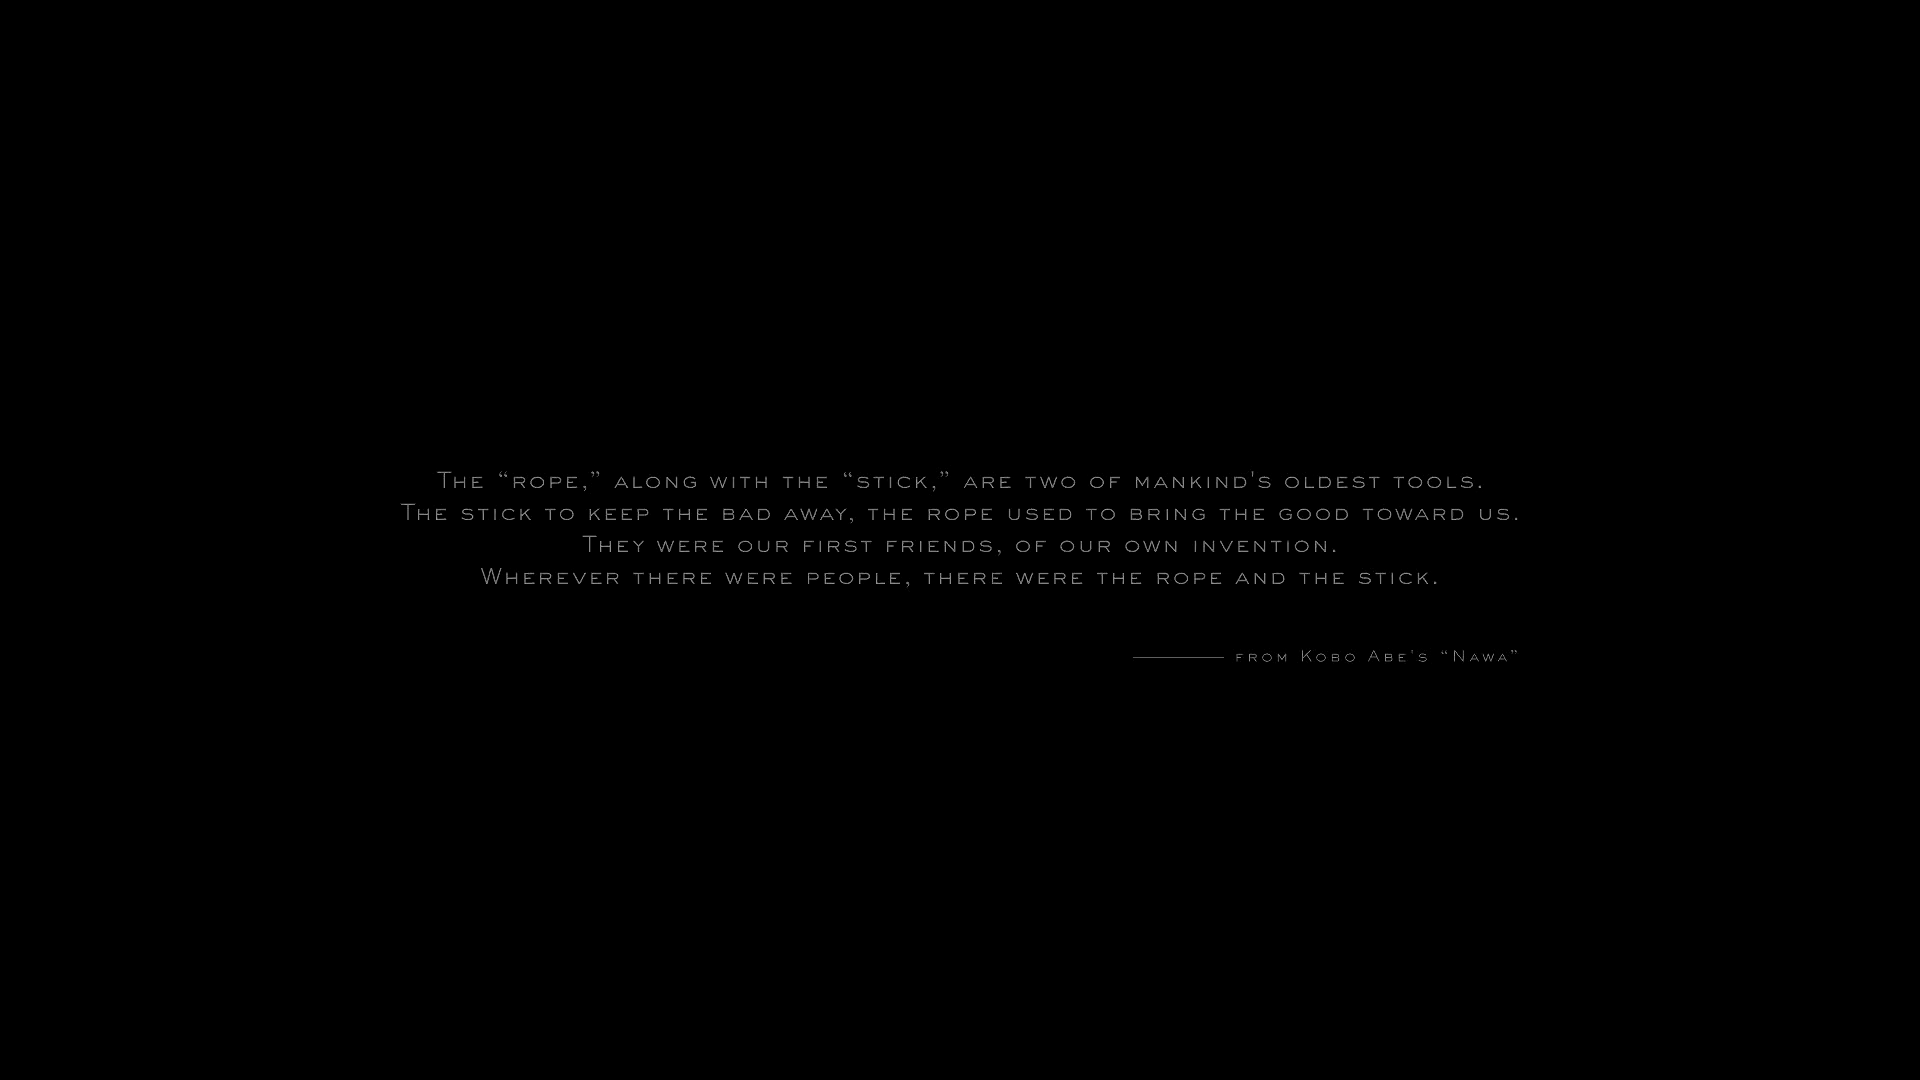 The “rope,” along with the “stick,” are two of mankind's oldest tools.
The stick to keep the bad away, the rope used to bring the good toward us.
They were our first friends, of our own invention.
Wherever there were people, there were the rope and the stick.
——— from Kobo Abe's “Nawa”